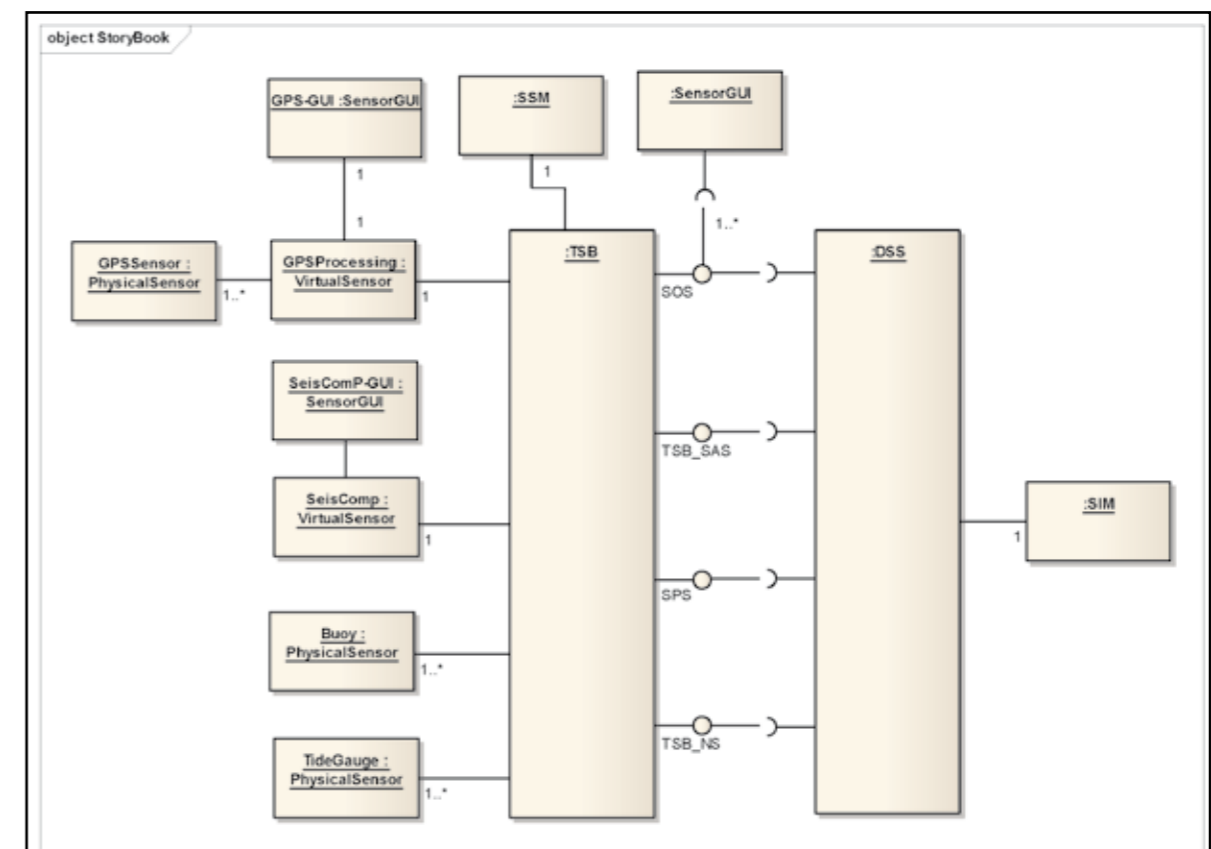 object StoryBook
GPS-GUI :SensorGUI
:SSM
:SensorGUI
1
1
1
1..*
GPSSensor :
PhysicalSensor
1..*
GPSProcessing :
VirtualSensor
1
:TSB
SOS
:DSS
SeisComP-GUI :
SensorGUI
TSB_SAS
SeisComp :
VirtualSensor
1
:SIM
1
SPS
Buoy :
PhysicalSensor
1..*
TSB_NS
TideGauge :
PhysicalSensor
1..*